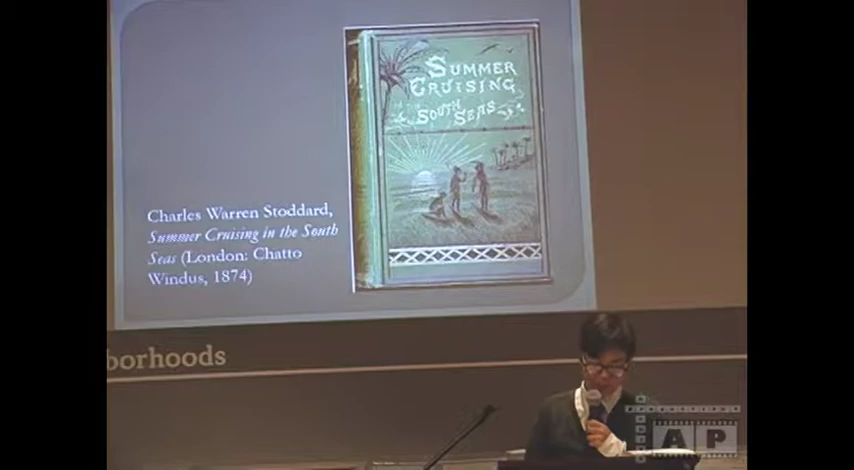 SUMMER
CRUISING
SOUTH
SEAS
Charles Warren Stoddard,
Summer Cruising in the South
Seas (London: Chatto
Windus, 1874)
borhoods
AP